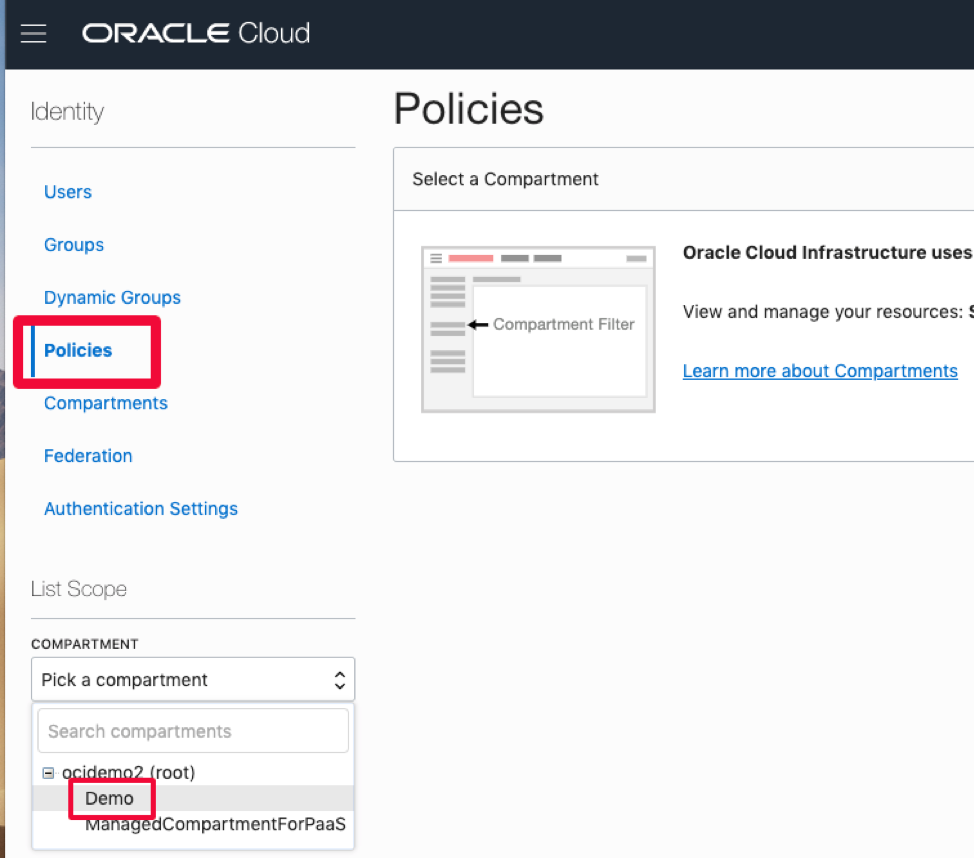 ORACLE Cloud
Identity
Users
Groups
Dynamic Groups
Policies
Compartments
Federation
Authentication Settings
List Scope
COMPARTMENT
Pick a compartment
Search compartments
ocidemo2 (root)
Demo
ManagedCompartmentForPaaS
Policies
Select a Compartment
Compartment Filter
Oracle Cloud Infrastructure uses
View and manage your resources: S
Learn more about Compartments